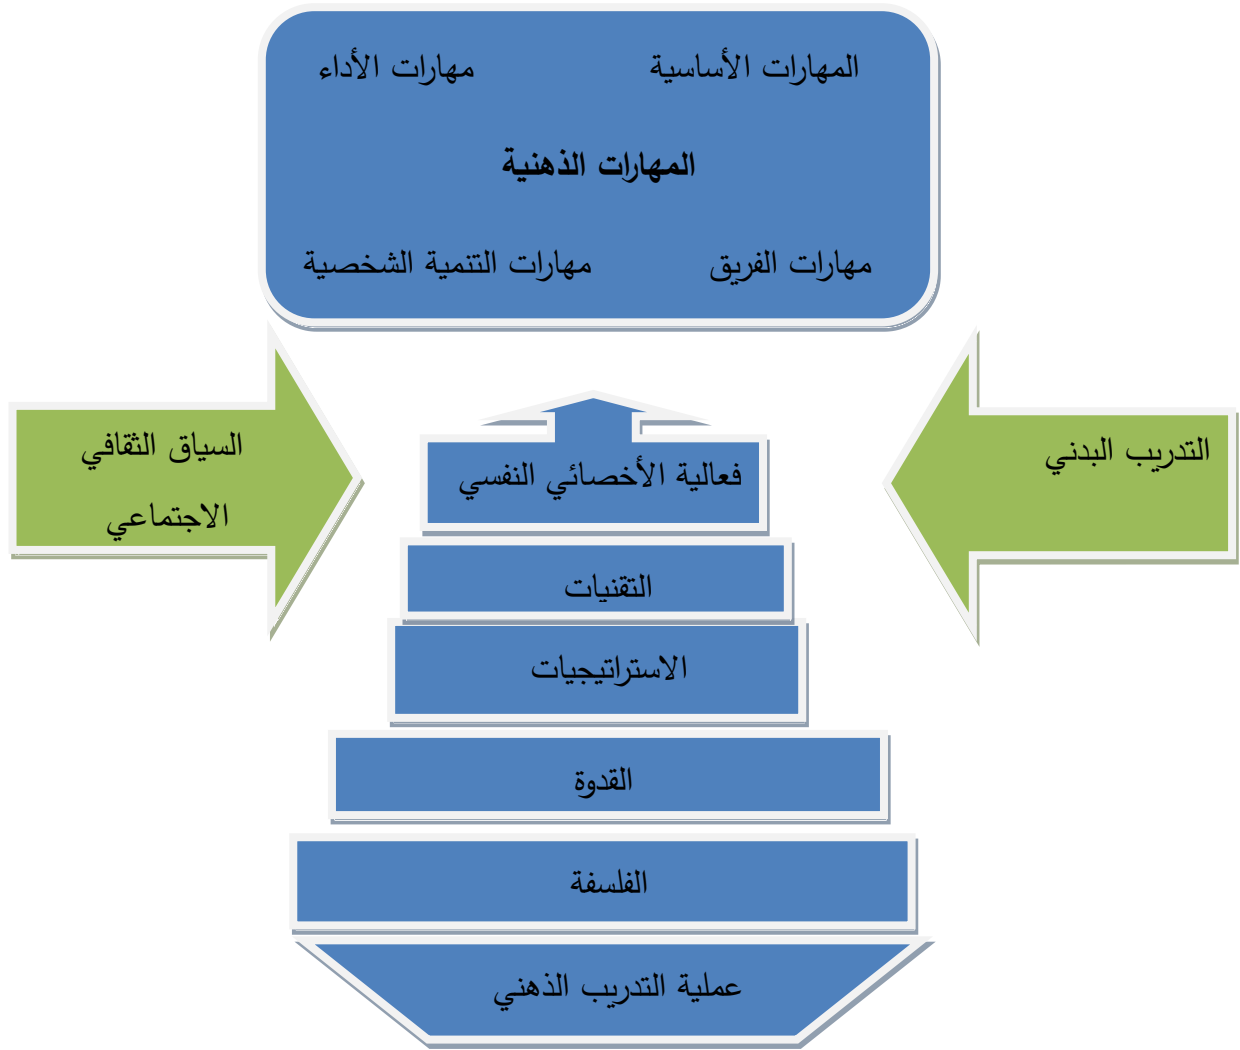 المهارات الأساسية
مهارات الأداء
المهارات الذهنية
مهارات الفريق
مهارات التنمية الشخصية
التدريب البدني
السياق الثقافي
الاجتماعي
فعالية الأخصائي النفسي
التقنيات
الاستراتيجيات
القدوة
الفلسفة
عملية التدريب الذهني